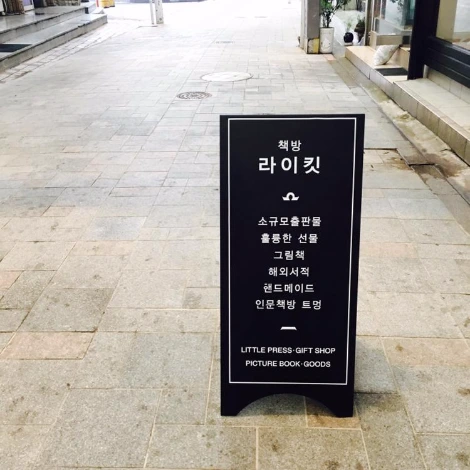 책방
라이킷
소규모출판물
훌륭한 선물
그림책
해외서적
핸드메이드
인문책방 트멍
LITTLE PRESS·GIFT SHOP
PICTURE BOOK·GOODS